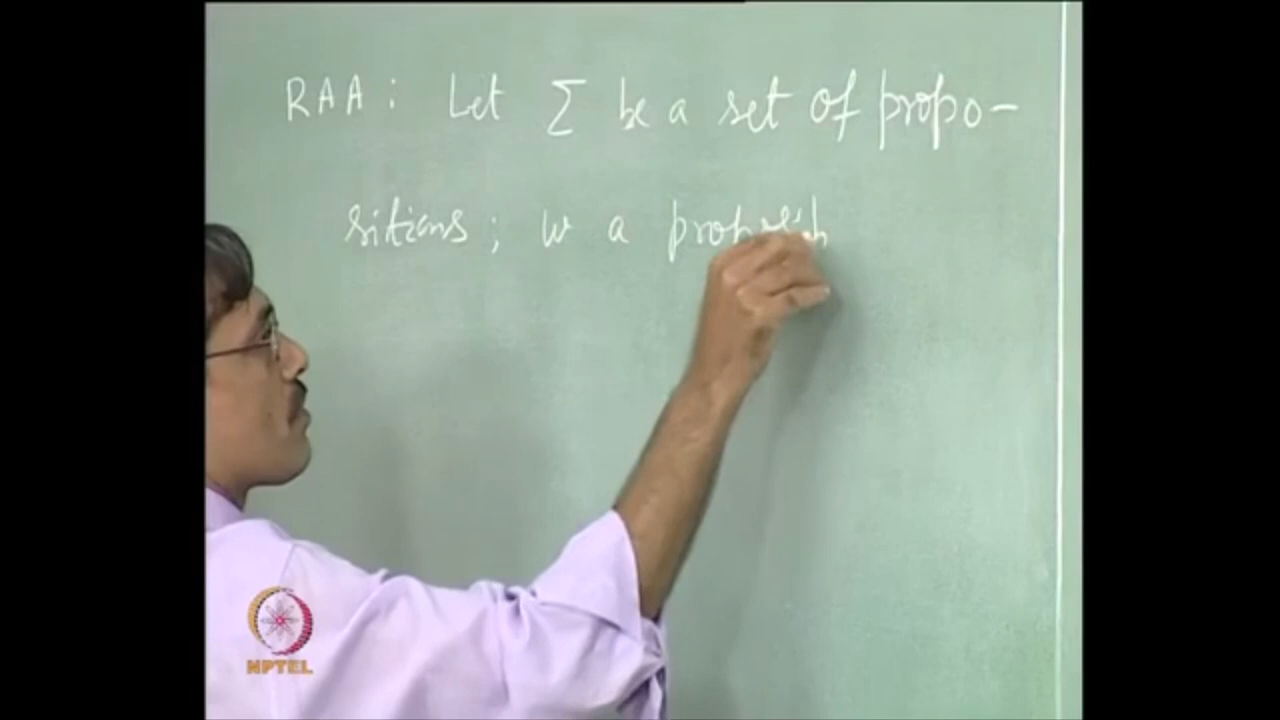 RAA : Let Σ be a set of propo-
sitions ; w a
NPTEL